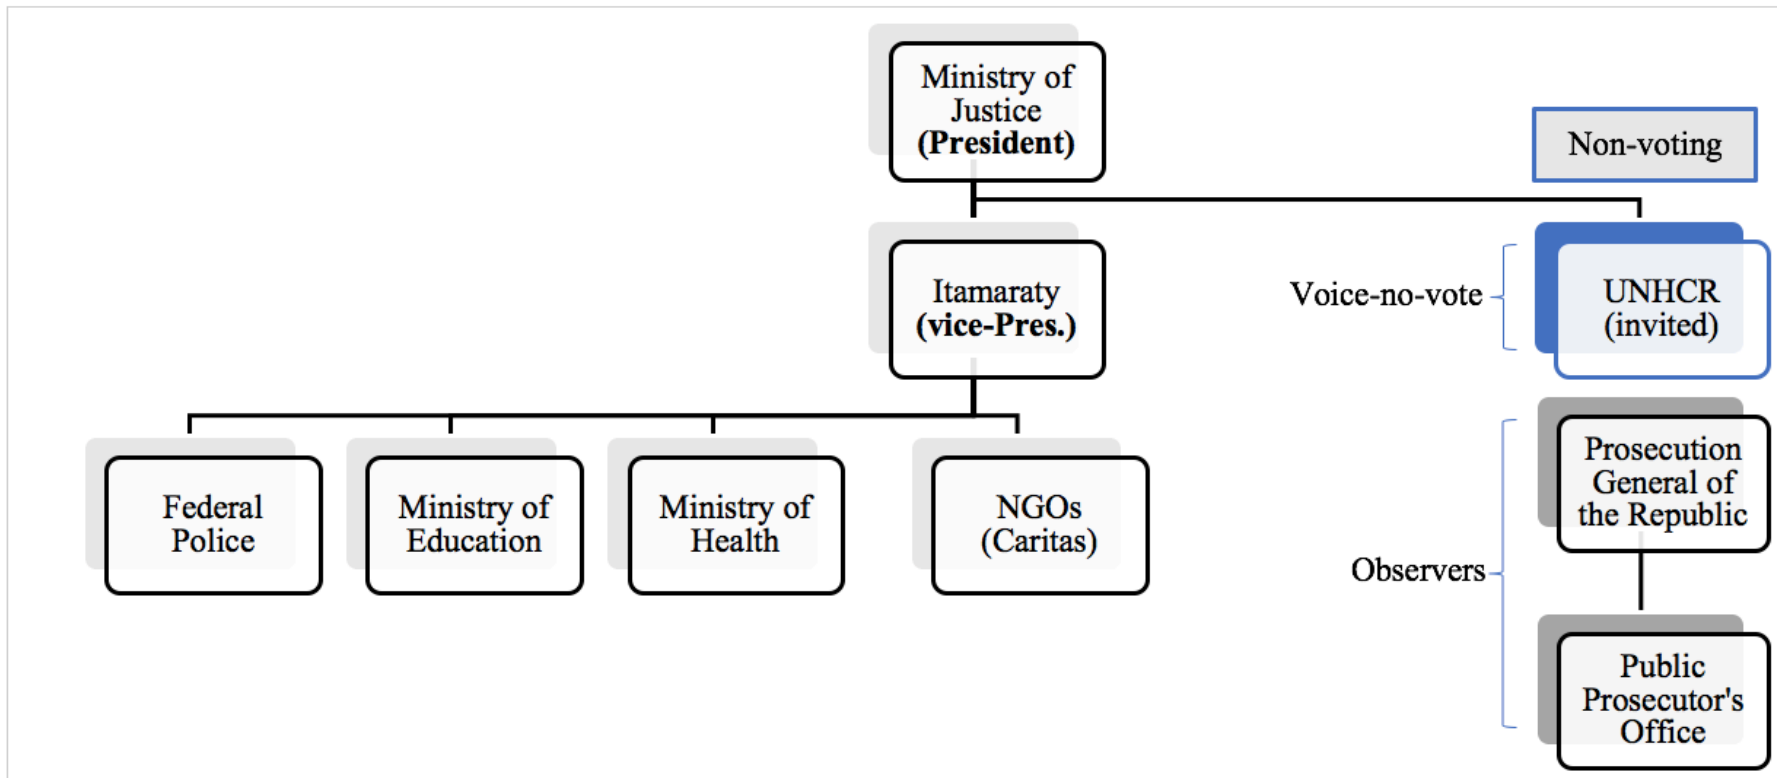 Ministry of
Justice
(President)
Non-voting
Itamaraty
(vice-Pres.)
Voice-no-vote
UNHCR
(invited)
Federal
Police
Ministry of
Education
Ministry of
Health
NGOs
(Caritas)
Observers
Prosecution
General of
the Republic
Public
Prosecutor's
Office